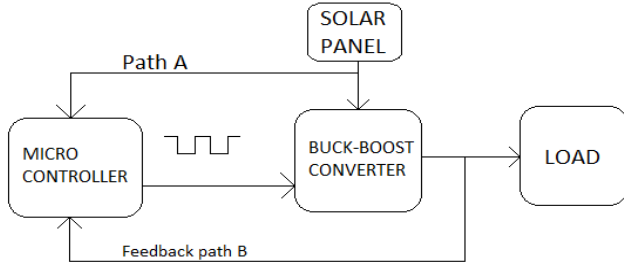 SOLAR
PANEL
Path A
MICRO
CONTROLLER
BUCK-BOOST
CONVERTER
LOAD
Feedback path B